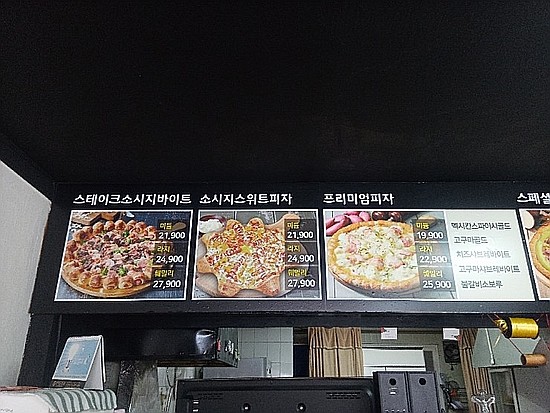 스테이크소시지바이트
미듐
21,900
라지
24,900
훼밀리
27,900
소시지스위트피자
미듐
21,900
라지
24,900
훼밀리
27,900
프리미엄피자
미듐
19,900
라지
22,900
훼밀리
25,900
멕시칸스파이시골드
고구마골드
치즈샤브레바이트
고구마샤브레바이트
불갈비소보루
스페셜